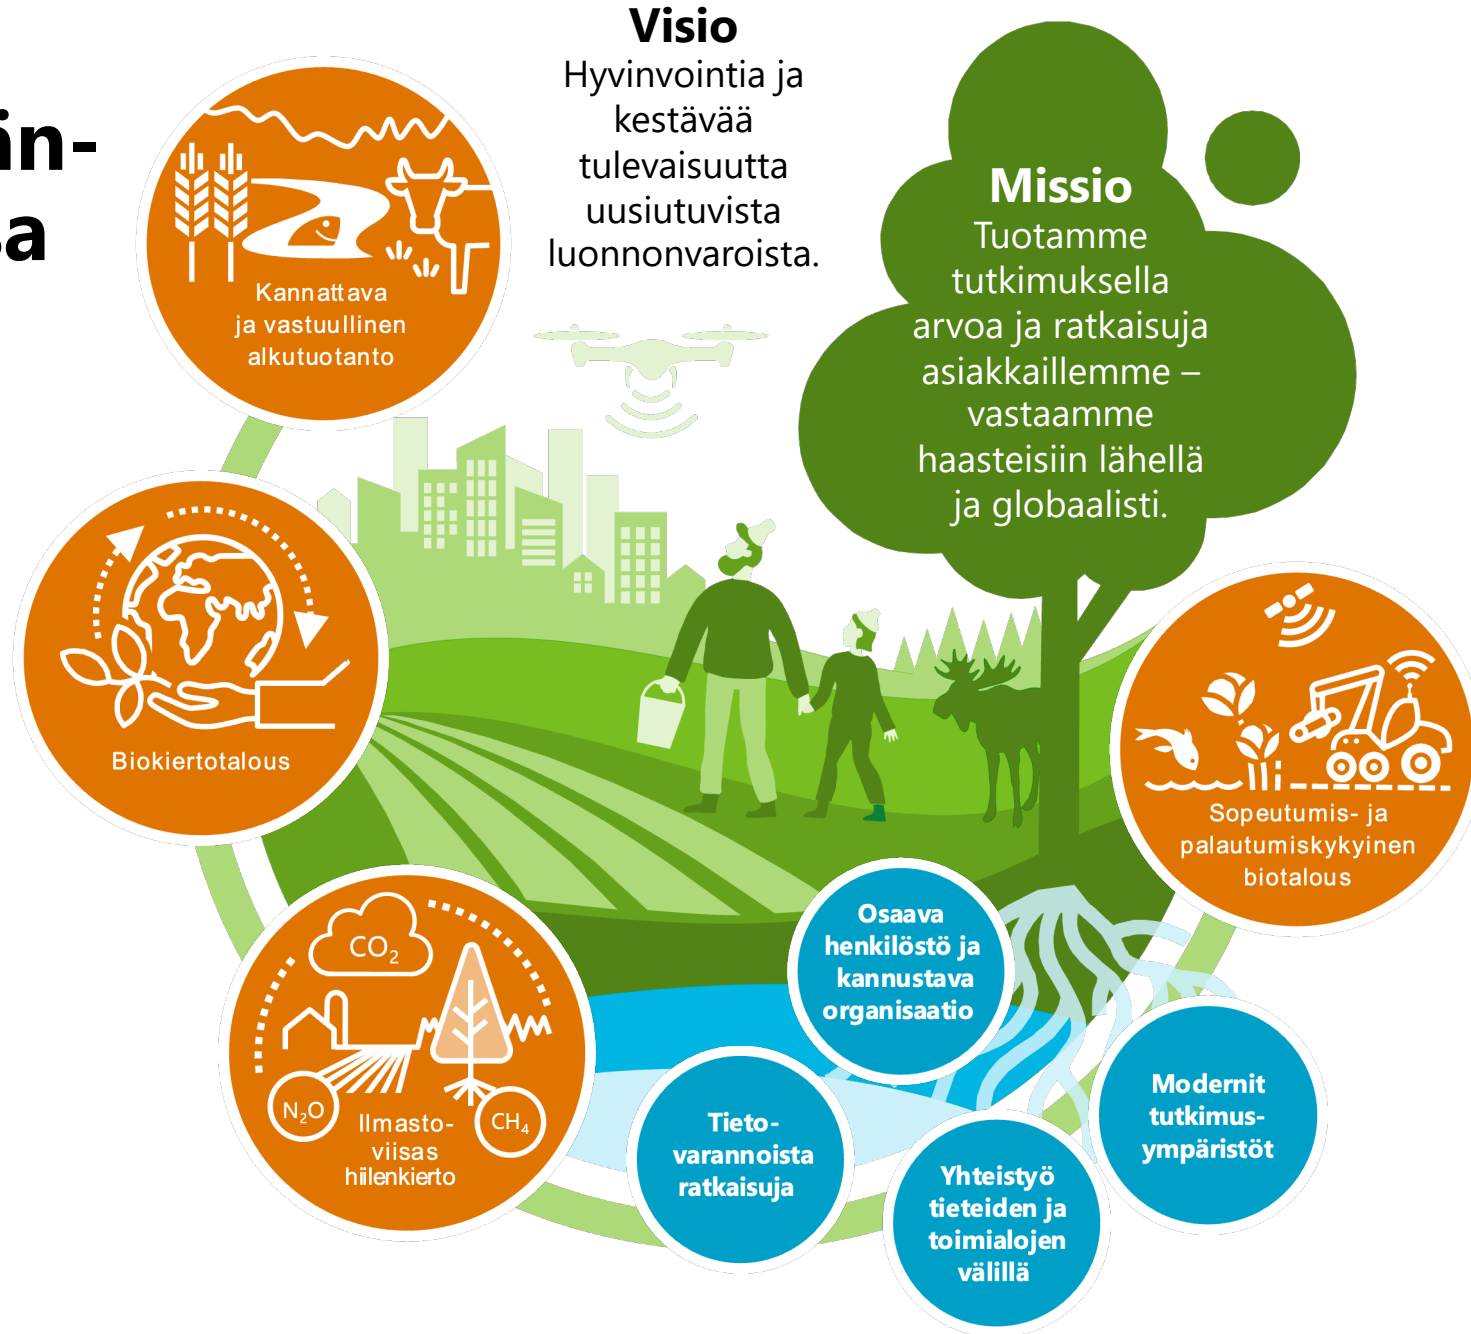 Visio
Hyvinvointia ja
kestävää
tulevaisuutta
uusiutuvista
luonnonvaroista.
än-
sa
Missio
Tuotamme
tutkimuksella
arvoa ja ratkaisuja
asiakkaillemme –
vastaamme
haasteisiin lähellä
ja globaalisti.
Kannattava
ja vastuullinen
alkutuotanto
Biokiertotalous
Sopeutumis- ja
palautumiskykyinen
biotalous
CO₂
N₂O
CH₄
Ilmasto-
viisas
hiilenkierto
Osaava
henkilöstö ja
kannustava
organisaatio
Tieto-
varannoista
ratkaisuja
Yhteistyö
tieteiden ja
toimialojen
välillä
Modernit
tutkimus-
ympäristöt